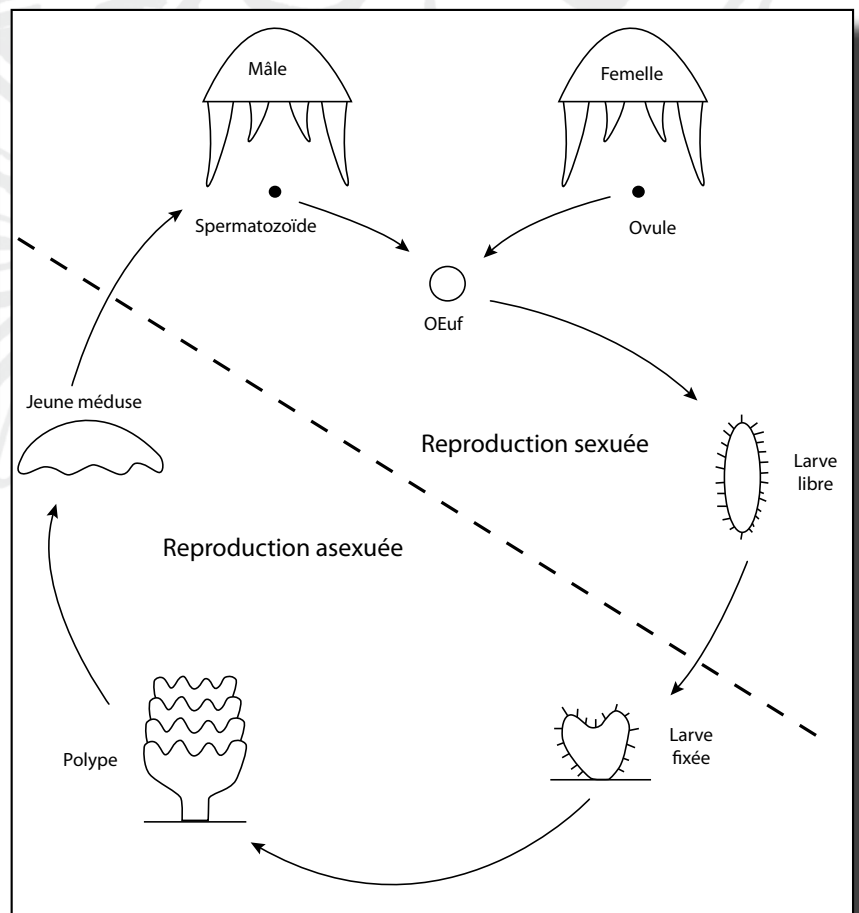 Mâle
Femelle
Spermatozoïde
Ovule
OEuf
Jeune méduse
Reproduction sexuée
Larve
libre
Reproduction asexuée
Polype
Larve
fixée